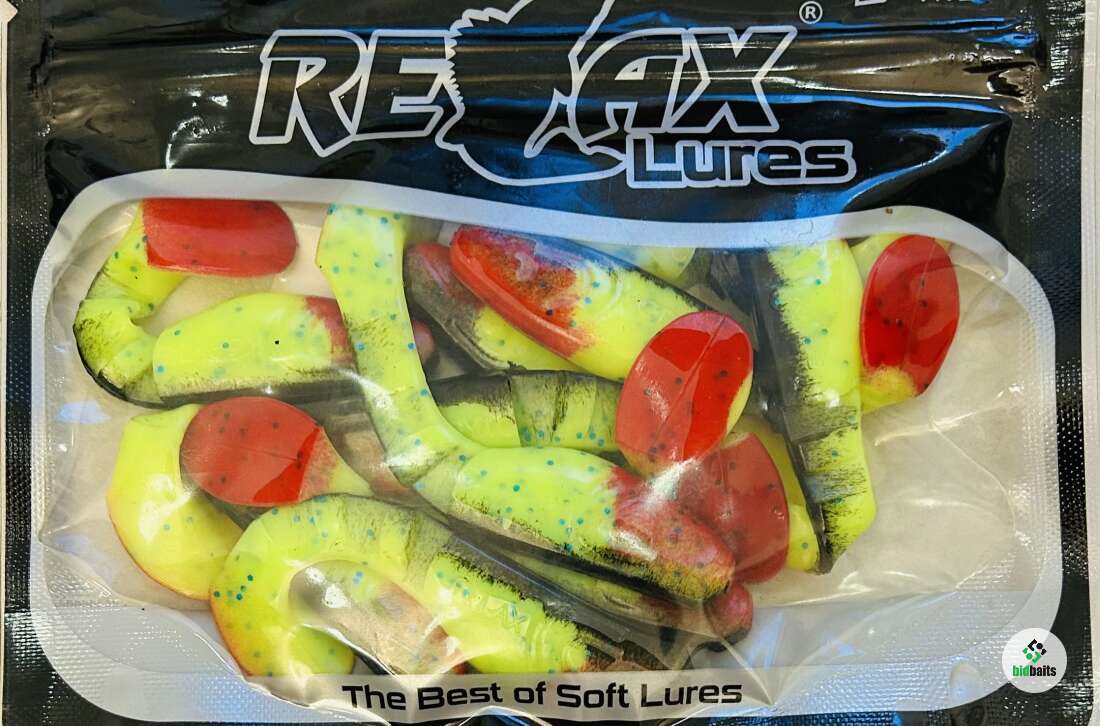 RELAX®
Lures
The Best of Soft Lures
bidbaits